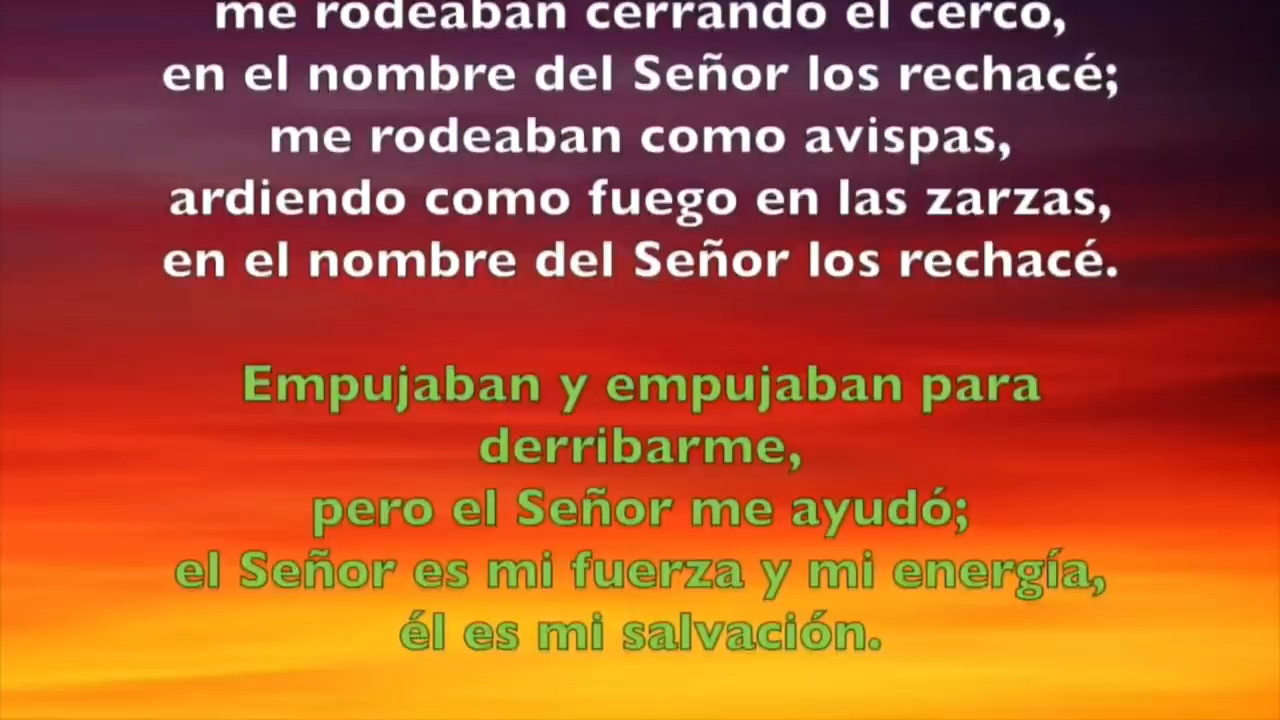 me rodeaban cerrando el cerco,
en el nombre del Señor los rechacé;
me rodeaban como avispas,
ardiendo como fuego en las zarzas,
en el nombre del Señor los rechacé.
Empujaban y empujaban para
derribarme,
pero el Señor me ayudó;
el Señor es mi fuerza y mi energía,
él es mi salvación.